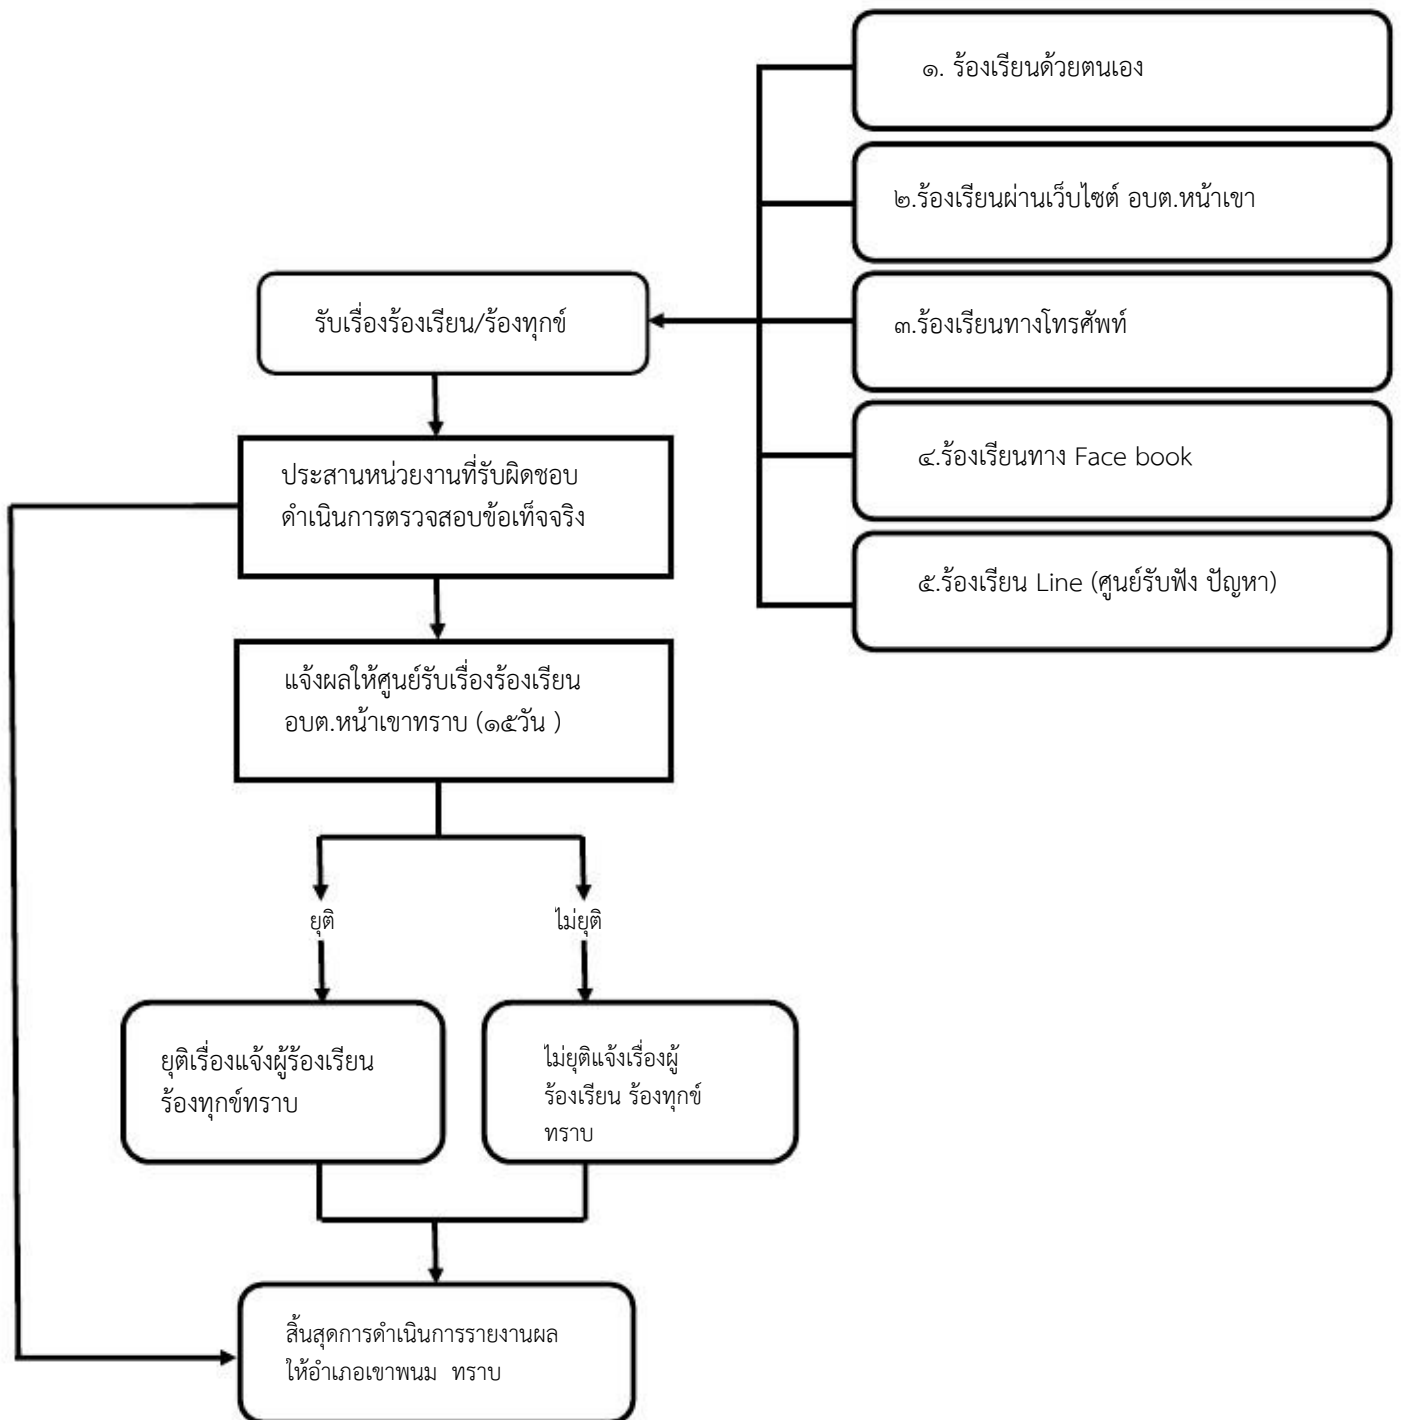 ๑. ร้องเรียนด้วยตนเอง
๒.ร้องเรียนผ่านเว็บไซต์ อบต.หน้าเขา
๓.ร้องเรียนทางโทรศัพท์
๔.ร้องเรียนทาง Face book
๕.ร้องเรียน Line (ศูนย์รับฟัง ปัญหา)
รับเรื่องร้องเรียน/ร้องทุกข์
ประสานหน่วยงานที่รับผิดชอบ
ดำเนินการตรวจสอบข้อเท็จจริง
แจ้งผลให้ศูนย์รับเรื่องร้องเรียน
อบต.หน้าเขาทราบ (๑๕วัน )
ยุติ
ไม่ยุติ
ยุติเรื่องแจ้งผู้ร้องเรียน
ร้องทุกข์ทราบ
ไม่ยุติแจ้งเรื่องผู้
ร้องเรียน ร้องทุกข์
ทราบ
สิ้นสุดการดำเนินการรายงานผล
ให้อำเภอเขาพนม ทราบ